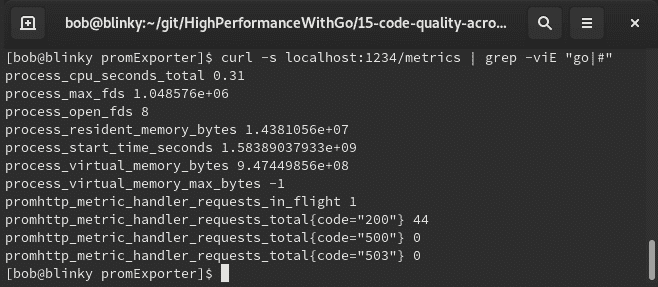 bob@blinky:~/git/HighPerformanceWithGo/15-code-quality-acro...
[bob@blinky promExporter]$ curl -s localhost:1234/metrics | grep -viE "go|#"
process_cpu_seconds_total 0.31
process_max_fds 1.048576e+06
process_open_fds 8
process_resident_memory_bytes 1.4381056e+07
process_start_time_seconds 1.58389037933e+09
process_virtual_memory_bytes 9.47449856e+08
process_virtual_memory_max_bytes -1
promhttp_metric_handler_requests_in_flight 1
promhttp_metric_handler_requests_total{code="200"} 44
promhttp_metric_handler_requests_total{code="500"} 0
promhttp_metric_handler_requests_total{code="503"} 0
[bob@blinky promExporter]$